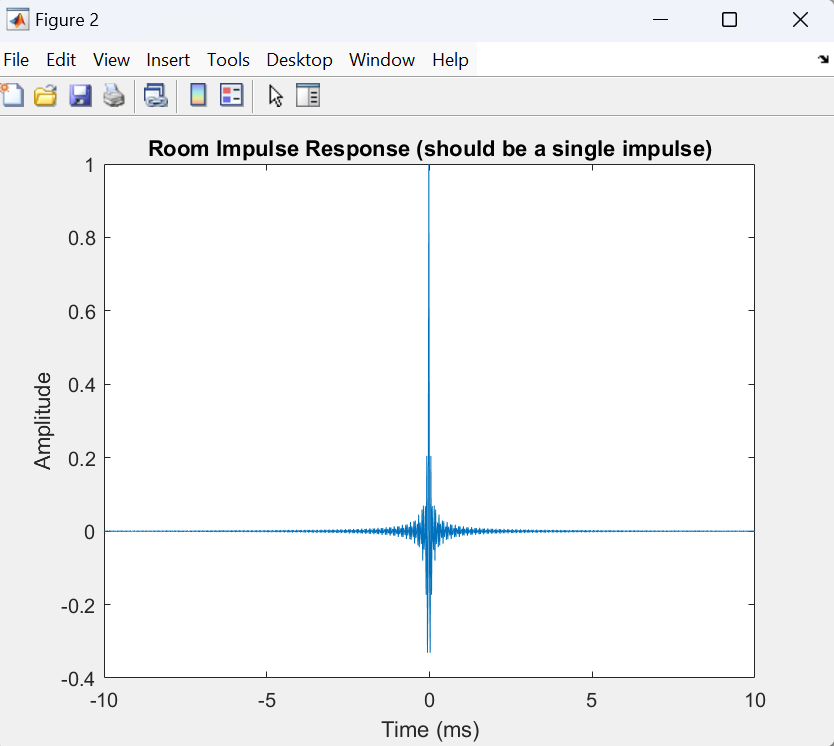 Figure 2
File Edit View Insert Tools Desktop Window Help
Room Impulse Response (should be a single impulse)
1
0.8
0.6
0.4
0.2
0
-0.2
-0.4
Amplitude
-10 -5 0 5 10
Time (ms)